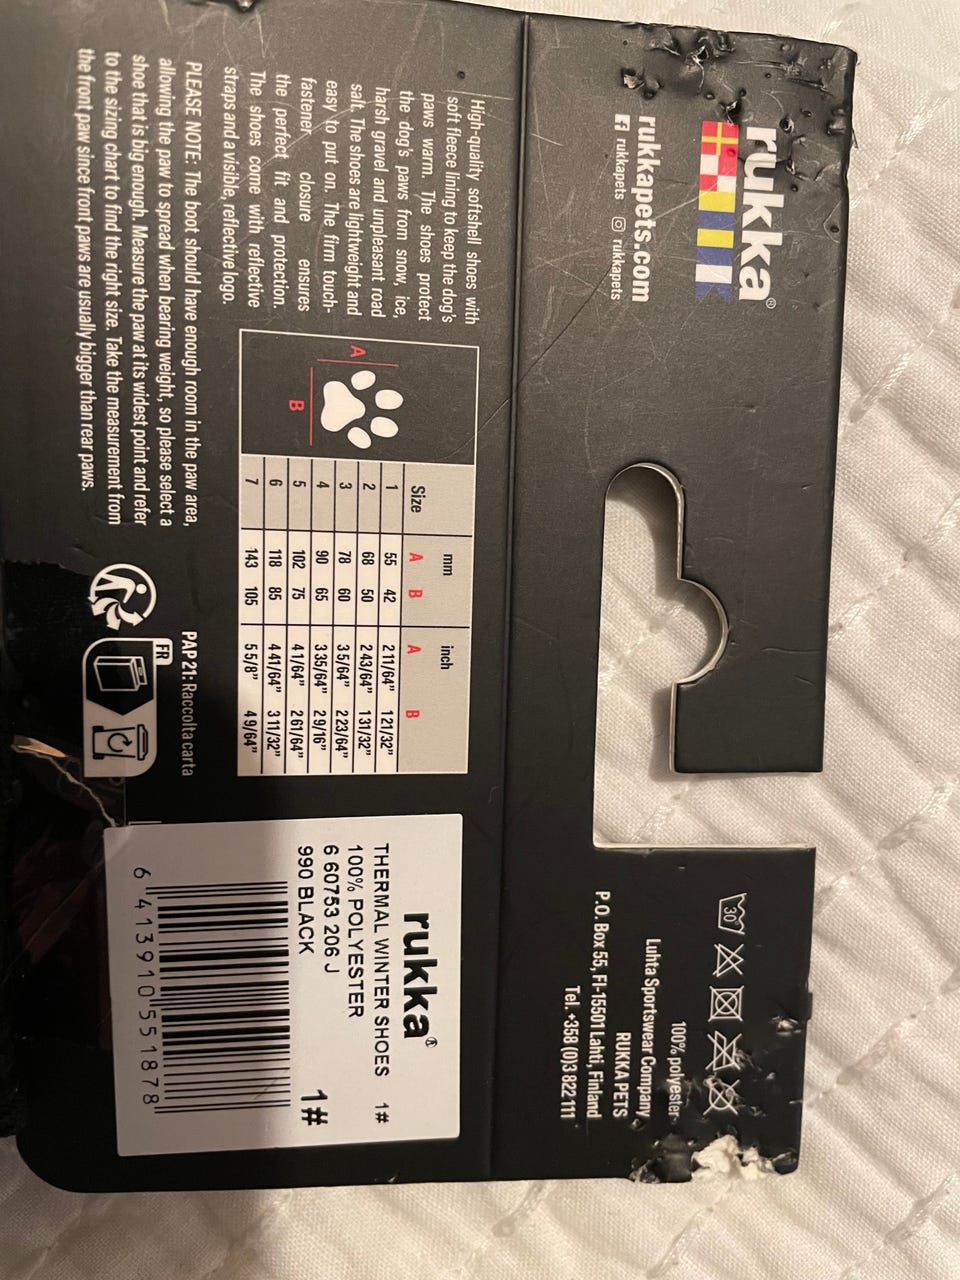 rukka®
rukkapets.com
rukkapets rukkapets
30
100% polyester
Luhta Sportswear Company
RUKKA PETS
P.O. Box 55, FI-15501 Lahti, Finland
Tel. +358 (0)3 822 111
High-quality softshell shoes with
soft fleece lining to keep the dog's
paws warm. The shoes protect
the dog's paws from snow, ice,
harsh gravel and unpleasant road
salt. The shoes are lightweight and
easy to put on. The firm touch-
fastener closure ensures
the perfect fit and protection.
The shoes come with reflective
straps and a visible, reflective logo.
A
B
mm inch
Size A B A B
1 55 42 2 11/64" 1 21/32"
2 68 50 2 43/64" 1 31/32"
3 78 60 3 5/64" 2 23/64"
4 90 65 3 35/64" 2 9/16"
5 102 75 4 1/64" 2 61/64"
6 118 85 4 41/64" 3 11/32"
7 143 105 5 5/8" 4 9/64"
PLEASE NOTE: The boot should have enough room in the paw area,
allowing the paw to spread when bearing weight, so please select a
shoe that is big enough. Measure the paw at its widest point and refer
to the sizing chart to find the right size. Take the measurement from
the front paw since front paws are usually bigger than rear paws.
PAP 21: Raccolta carta
FR
rukka®
THERMAL WINTER SHOES 1#
100% POLYESTER
6 60753 206 J
990 BLACK 1#
6 413910 551878